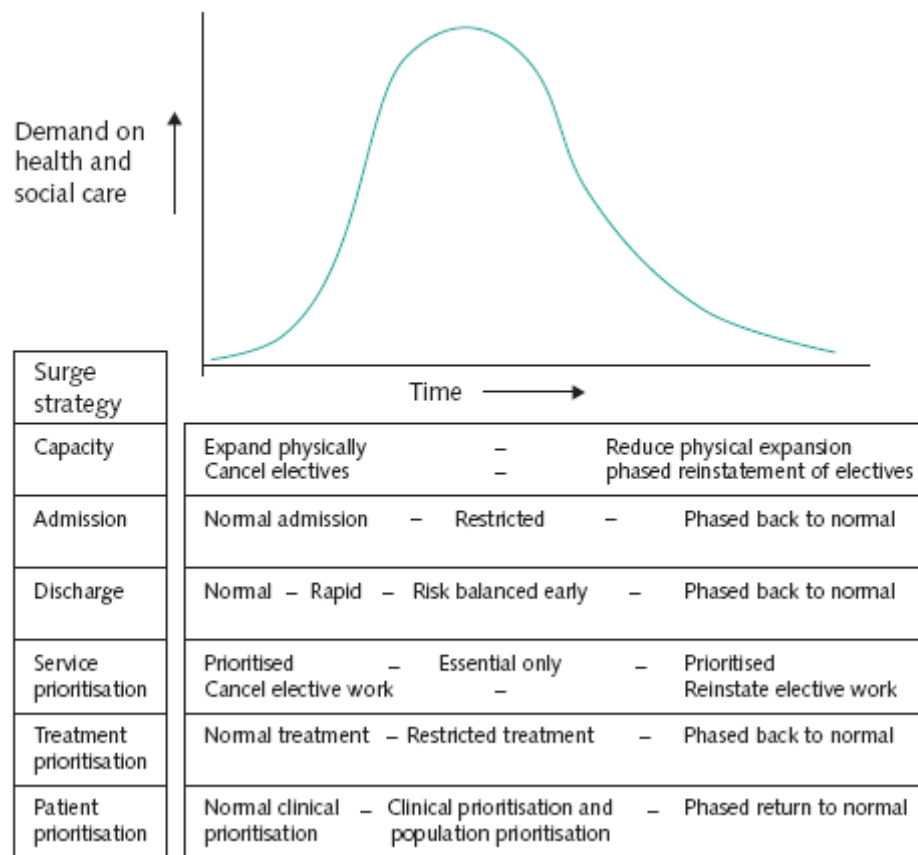 Demand on
health and
social care
Time
Surge
strategy
Capacity
Expand physically – Reduce physical expansion
Cancel electives – phased reinstatement of electives
Admission
Normal admission – Restricted – Phased back to normal
Discharge
Normal – Rapid – Risk balanced early – Phased back to normal
Service
prioritisation
Prioritised – Essential only – Prioritised
Cancel elective work – Reinstate elective work
Treatment
prioritisation
Normal treatment – Restricted treatment – Phased back to normal
Patient
prioritisation
Normal clinical – Clinical prioritisation and – Phased return to normal
prioritisation population prioritisation